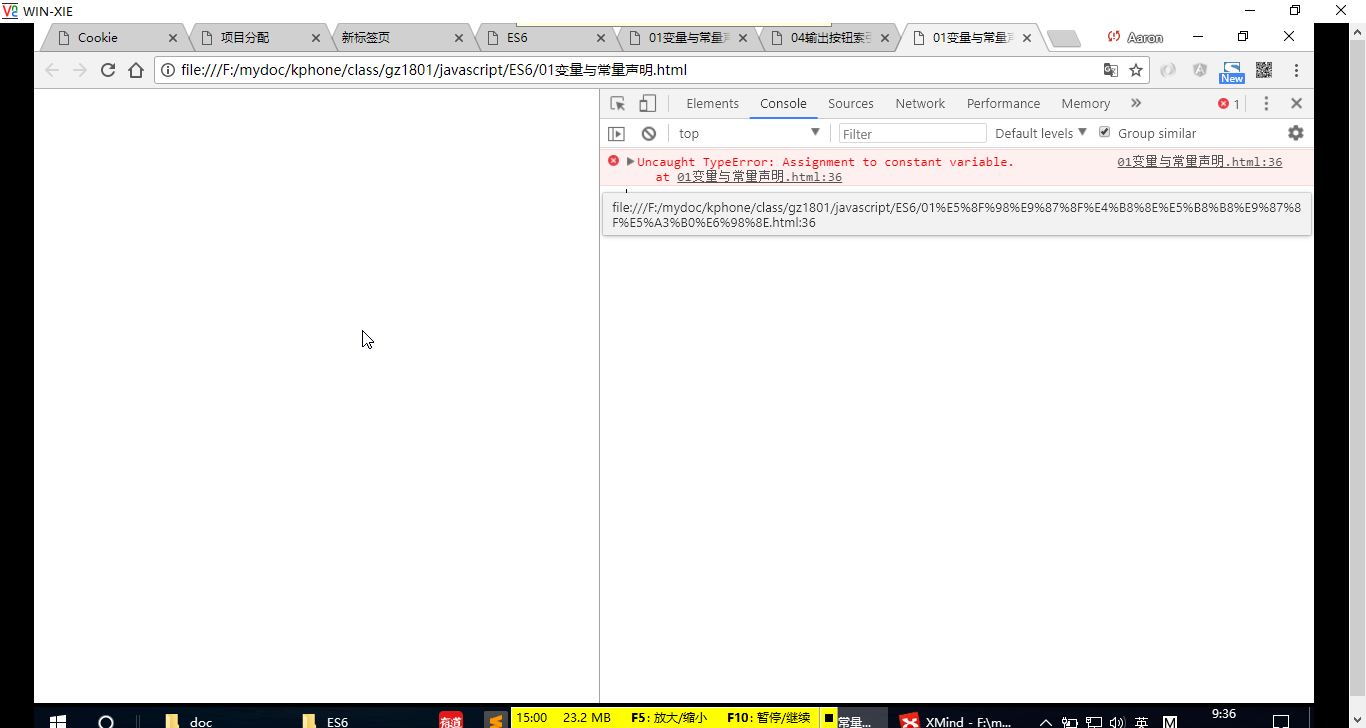 WIN-XIE
Cookie
项目分配
新标签页
ES6
01变量与常量
04输出按钮索
01变量与常量
Aaron
file:///F:/mydoc/kphone/class/gz1801/javascript/ES6/01变量与常量声明.html
New
Elements Console Sources Network Performance Memory » 1
top Filter Default levels Group similar
Uncaught TypeError: Assignment to constant variable. 01变量与常量声明.html:36
at 01变量与常量声明.html:36
file:///F:/mydoc/kphone/class/gz1801/javascript/ES6/01%E5%8F%98%E9%87%8F%E4%B8%8E%E5%B8%B8%E9%87%8
F%E5%A3%B0%E6%98%8E.html:36
doc
ES6
有道
15:00 23.2 MB F5: 放大/缩小 F10: 暂停/继续
常量...
XMind - F:\m...
英
M
9:36